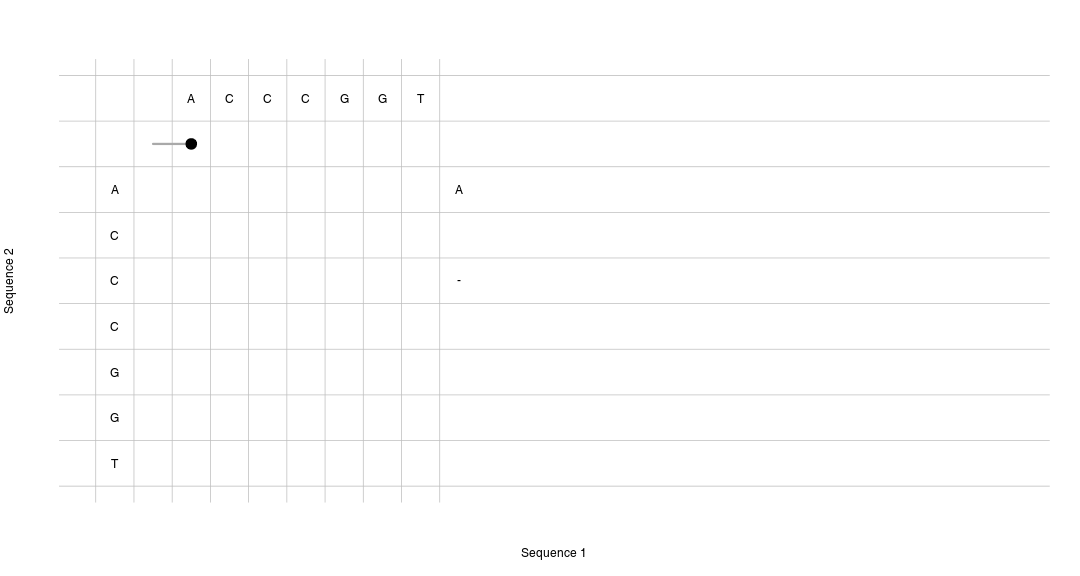 A C C C G G T
A A
C
C -
C
G
G
T
Sequence 2
Sequence 1